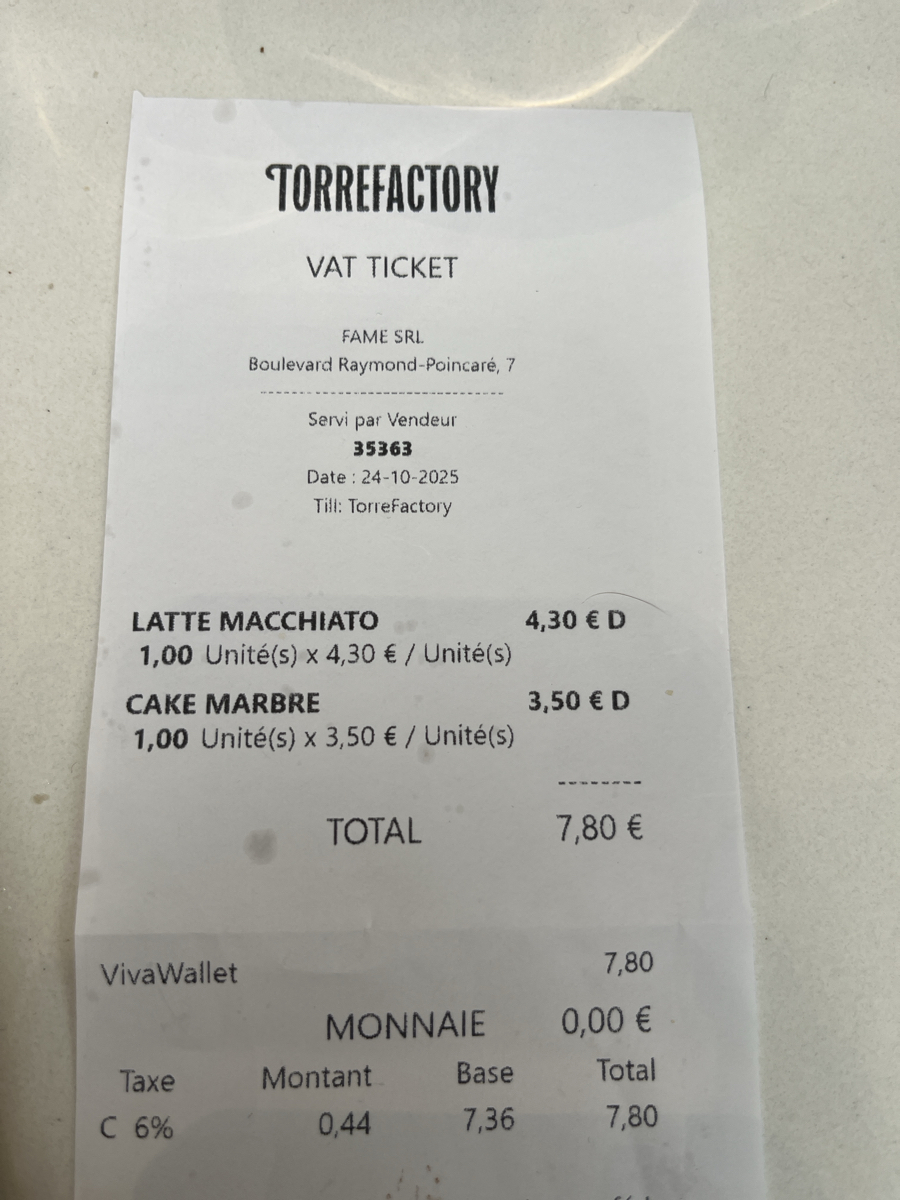 TORREFACTORY
VAT TICKET
FAME SRL
Boulevard Raymond-Poincaré, 7
------------------------------------
Servi par Vendeur
35363
Date : 24-10-2025
Till: TorreFactory
LATTE MACCHIATO 4,30 € D
1,00 Unité(s) x 4,30 € / Unité(s)
CAKE MARBRE 3,50 € D
1,00 Unité(s) x 3,50 € / Unité(s)
---------
TOTAL 7,80 €
VivaWallet 7,80
MONNAIE 0,00 €
Taxe Montant Base Total
C 6% 0,44 7,36 7,80